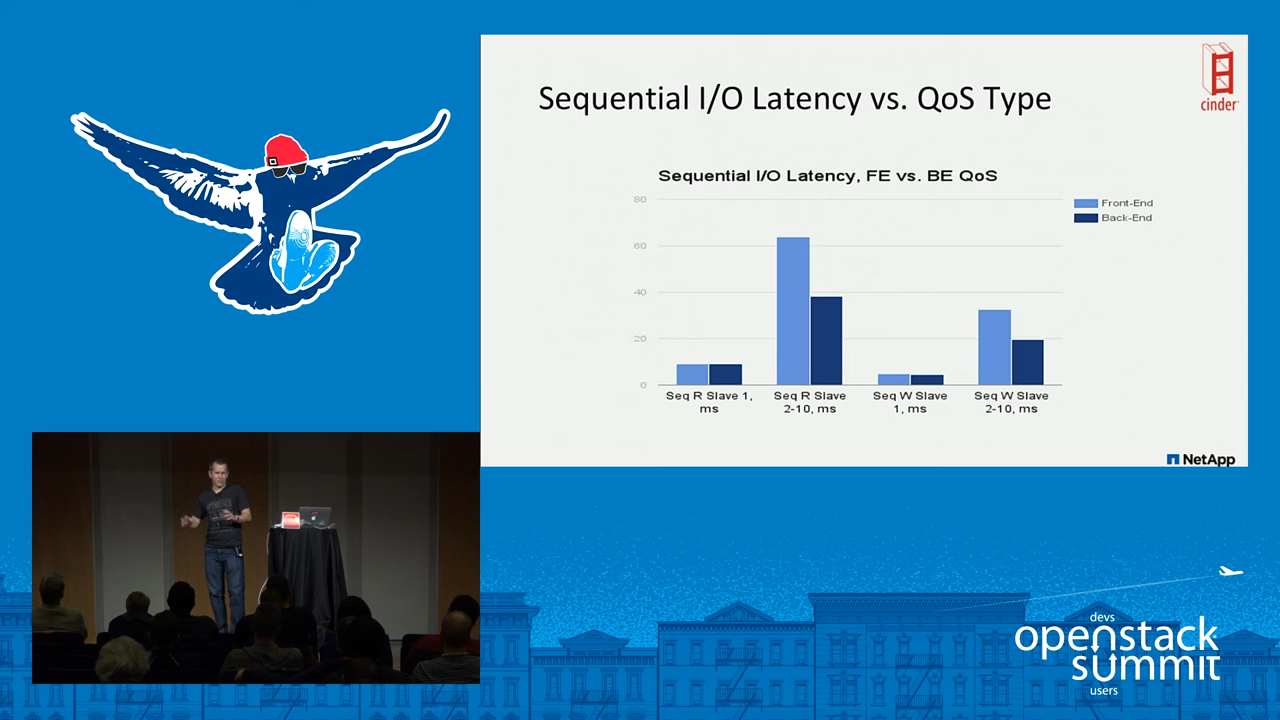 Sequential I/O Latency vs. QoS Type
cinder
Sequential I/O Latency, FE vs. BE QoS
80
60
40
20
0
Front-End
Back-End
Seq R Slave 1,
ms
Seq R Slave
2-10, ms
Seq W Slave
1, ms
Seq W Slave
2-10, ms
NetApp
devs
openstack
summit
users